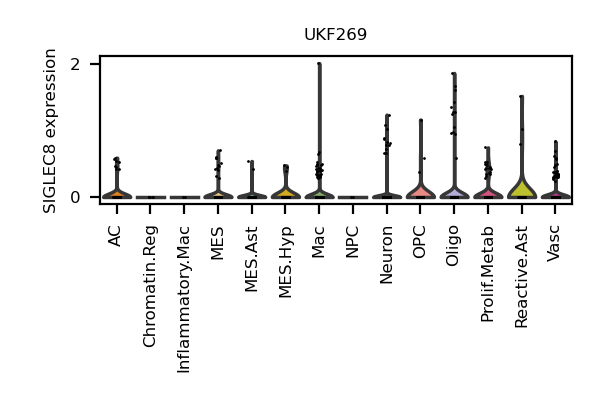 UKF269
SIGLEC8 expression
2
0
AC
Chromatin.Reg
Inflammatory.Mac
MES
MES.Ast
MES.Hyp
Mac
NPC
Neuron
OPC
Oligo
Prolif.Metab
Reactive.Ast
Vasc